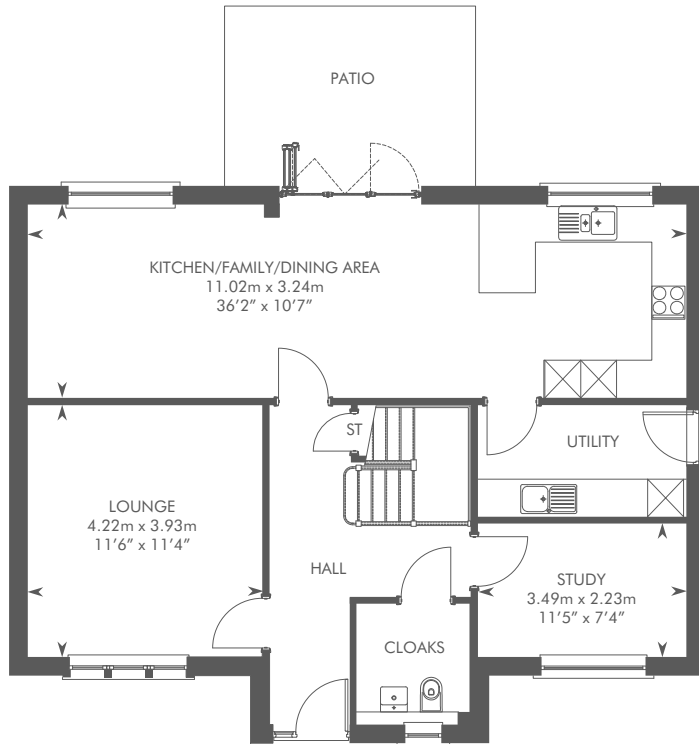 PATIO
KITCHEN/FAMILY/DINING AREA
11.02m x 3.24m
36’2” x 10’7”
ST
UTILITY
LOUNGE
4.22m x 3.93m
11’6” x 11’4”
HALL
STUDY
3.49m x 2.23m
11’5” x 7’4”
CLOAKS